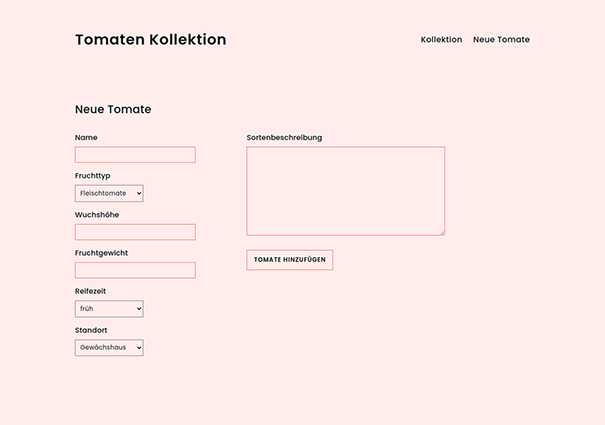 Tomaten Kollektion
Kollektion Neue Tomate
Neue Tomate
Name
Fruchttyp
Fleischtomate
Wuchshöhe
Fruchtgewicht
Reifezeit
früh
Standort
Gewächshaus
Sortenbeschreibung
TOMATE HINZUFÜGEN